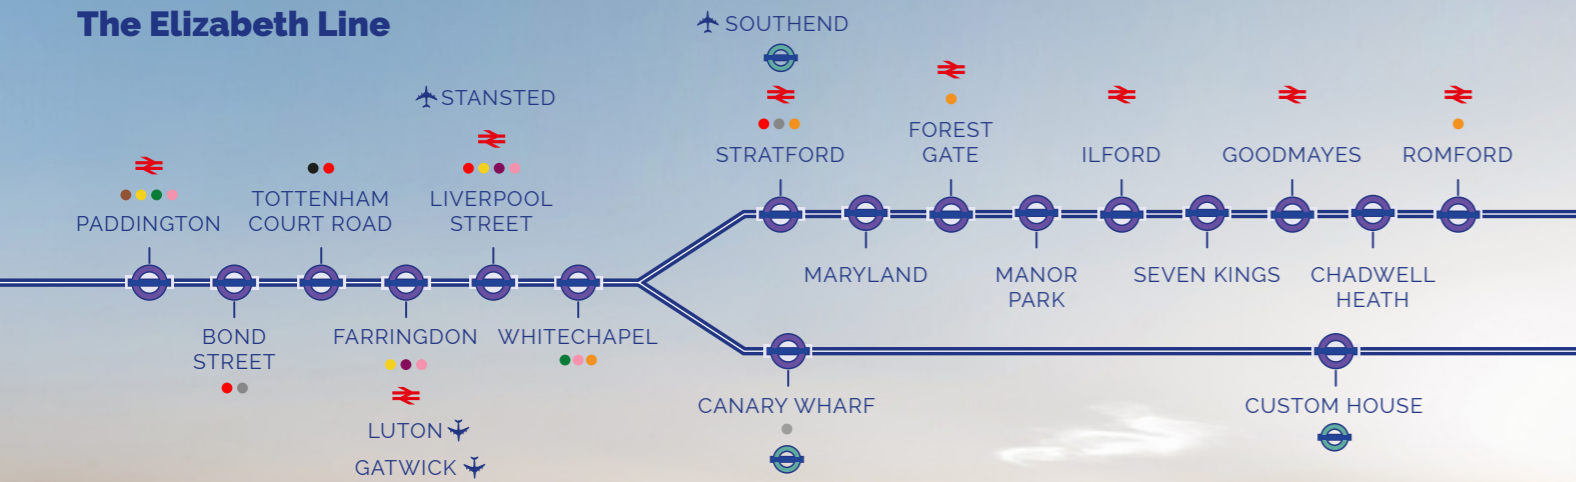 The Elizabeth Line
SOUTHEND
STANSTED
PADDINGTON
TOTTENHAM
COURT ROAD
LIVERPOOL
STREET
STRATFORD
FOREST
GATE
ILFORD
GOODMAYES
ROMFORD
MARYLAND
MANOR
PARK
SEVEN KINGS
CHADWELL
HEATH
BOND
STREET
FARRINGDON
WHITECHAPEL
LUTON
GATWICK
CANARY WHARF
CUSTOM HOUSE